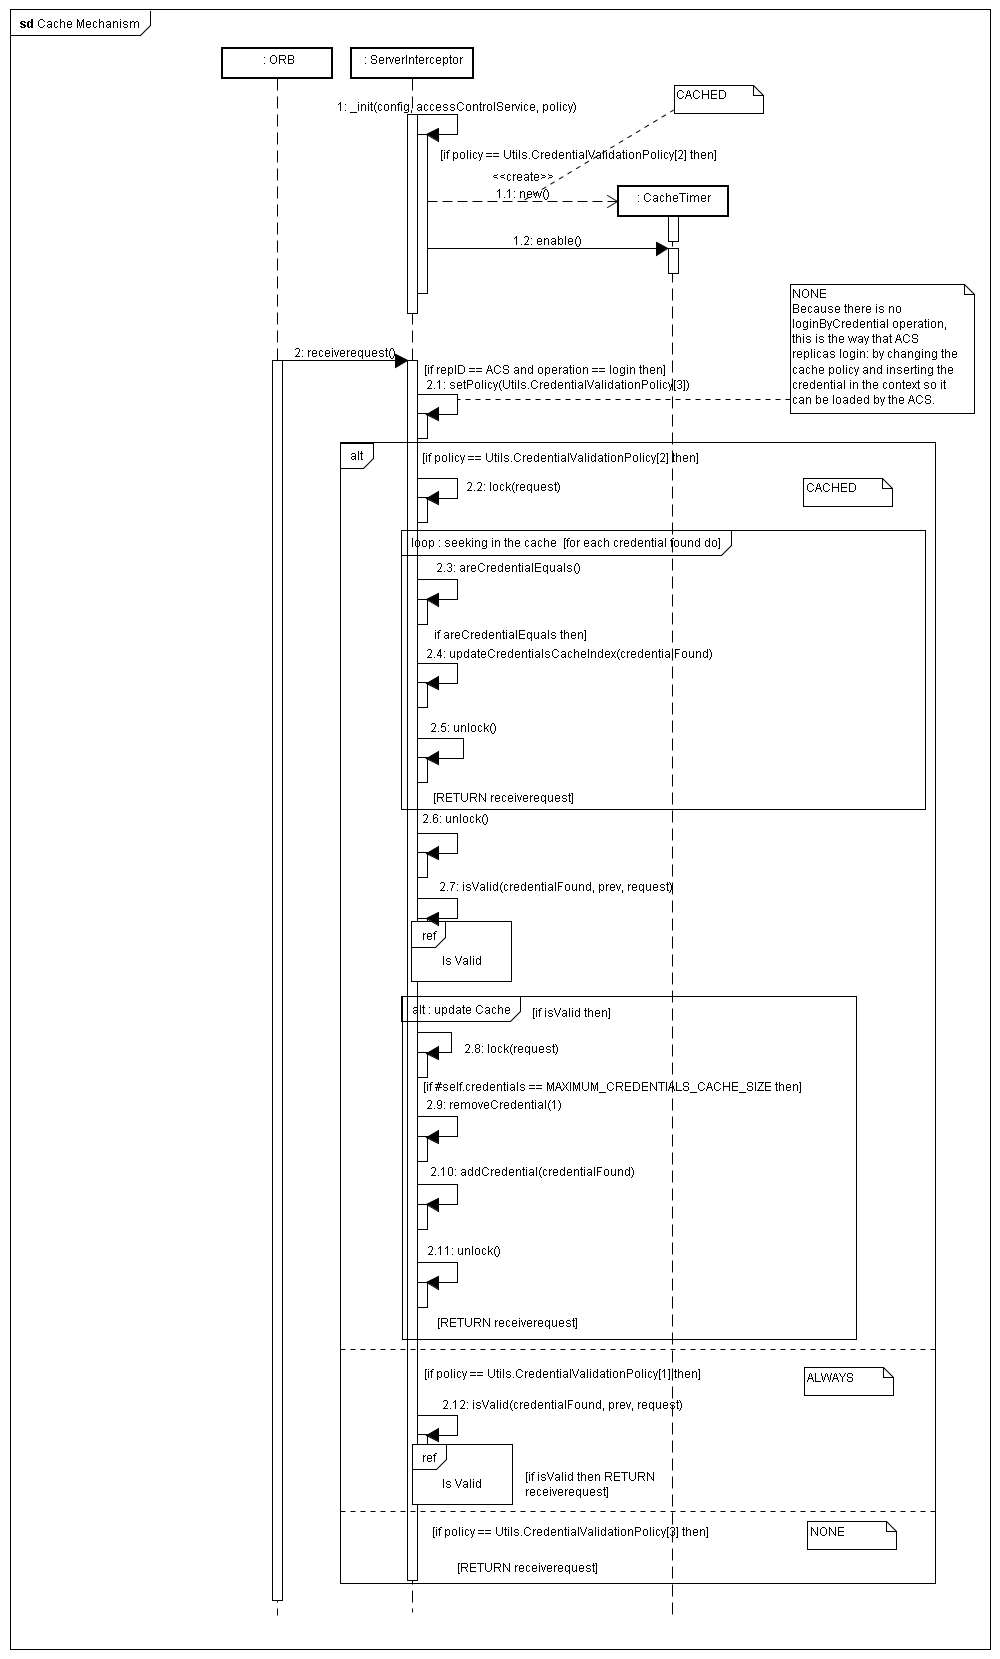 sd Cache Mechanism
: ORB
: ServerInterceptor
CACHED
1: _init(config, accessControlService, policy)
[if policy == Utils.CredentialValidationPolicy[2] then]
<<create>>
1.1: new()
: CacheTimer
1.2: enable()
NONE
Because there is no
loginByCredential operation,
this is the way that ACS
replicas login: by changing the
cache policy and inserting the
credential in the context so it
can be loaded by the ACS.
2: receiverequest()
[if repID == ACS and operation == login then]
2.1: setPolicy(Utils.CredentialValidationPolicy[3])
alt
[if policy == Utils.CredentialValidationPolicy[2] then]
2.2: lock(request)
CACHED
loop : seeking in the cache [for each credential found do]
2.3: areCredentialEquals()
if areCredentialEquals then]
2.4: updateCredentialsCacheIndex(credentialFound)
2.5: unlock()
[RETURN receiverequest]
2.6: unlock()
2.7: isValid(credentialFound, prev, request)
ref
Is Valid
alt : update Cache
[if isValid then]
2.8: lock(request)
[if #self.credentials == MAXIMUM_CREDENTIALS_CACHE_SIZE then]
2.9: removeCredential(1)
2.10: addCredential(credentialFound)
2.11: unlock()
[RETURN receiverequest]
[if policy == Utils.CredentialValidationPolicy[1] then]
ALWAYS
2.12: isValid(credentialFound, prev, request)
ref
Is Valid
[if isValid then RETURN
receiverequest]
[if policy == Utils.CredentialValidationPolicy[3] then]
NONE
[RETURN receiverequest]